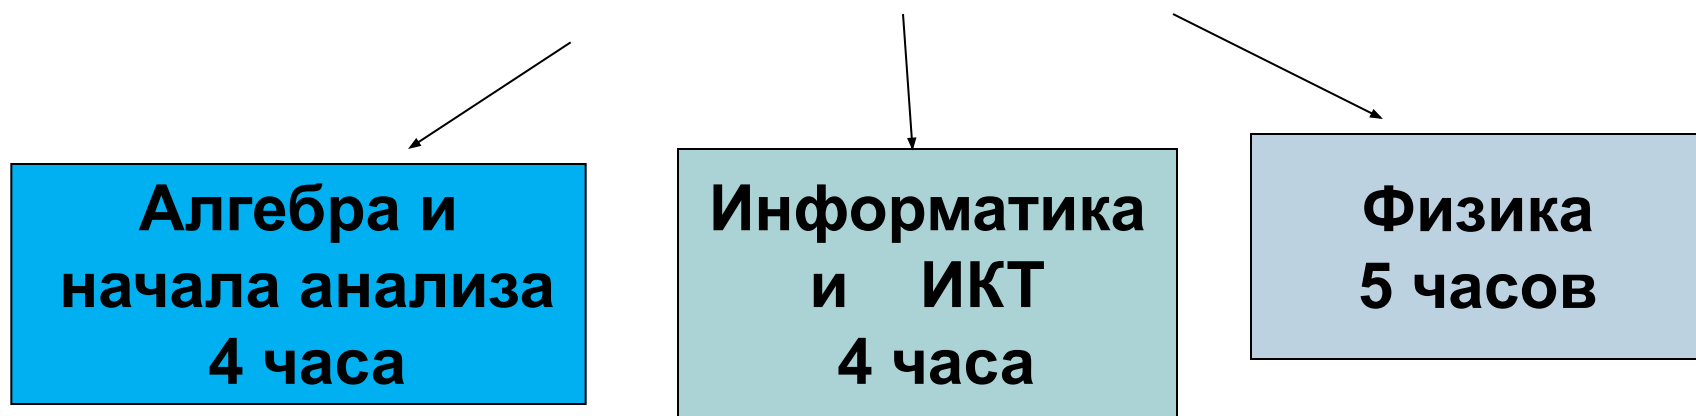 Алгебра и
начала анализа
4 часа
Информатика
и ИКТ
4 часа
Физика
5 часов